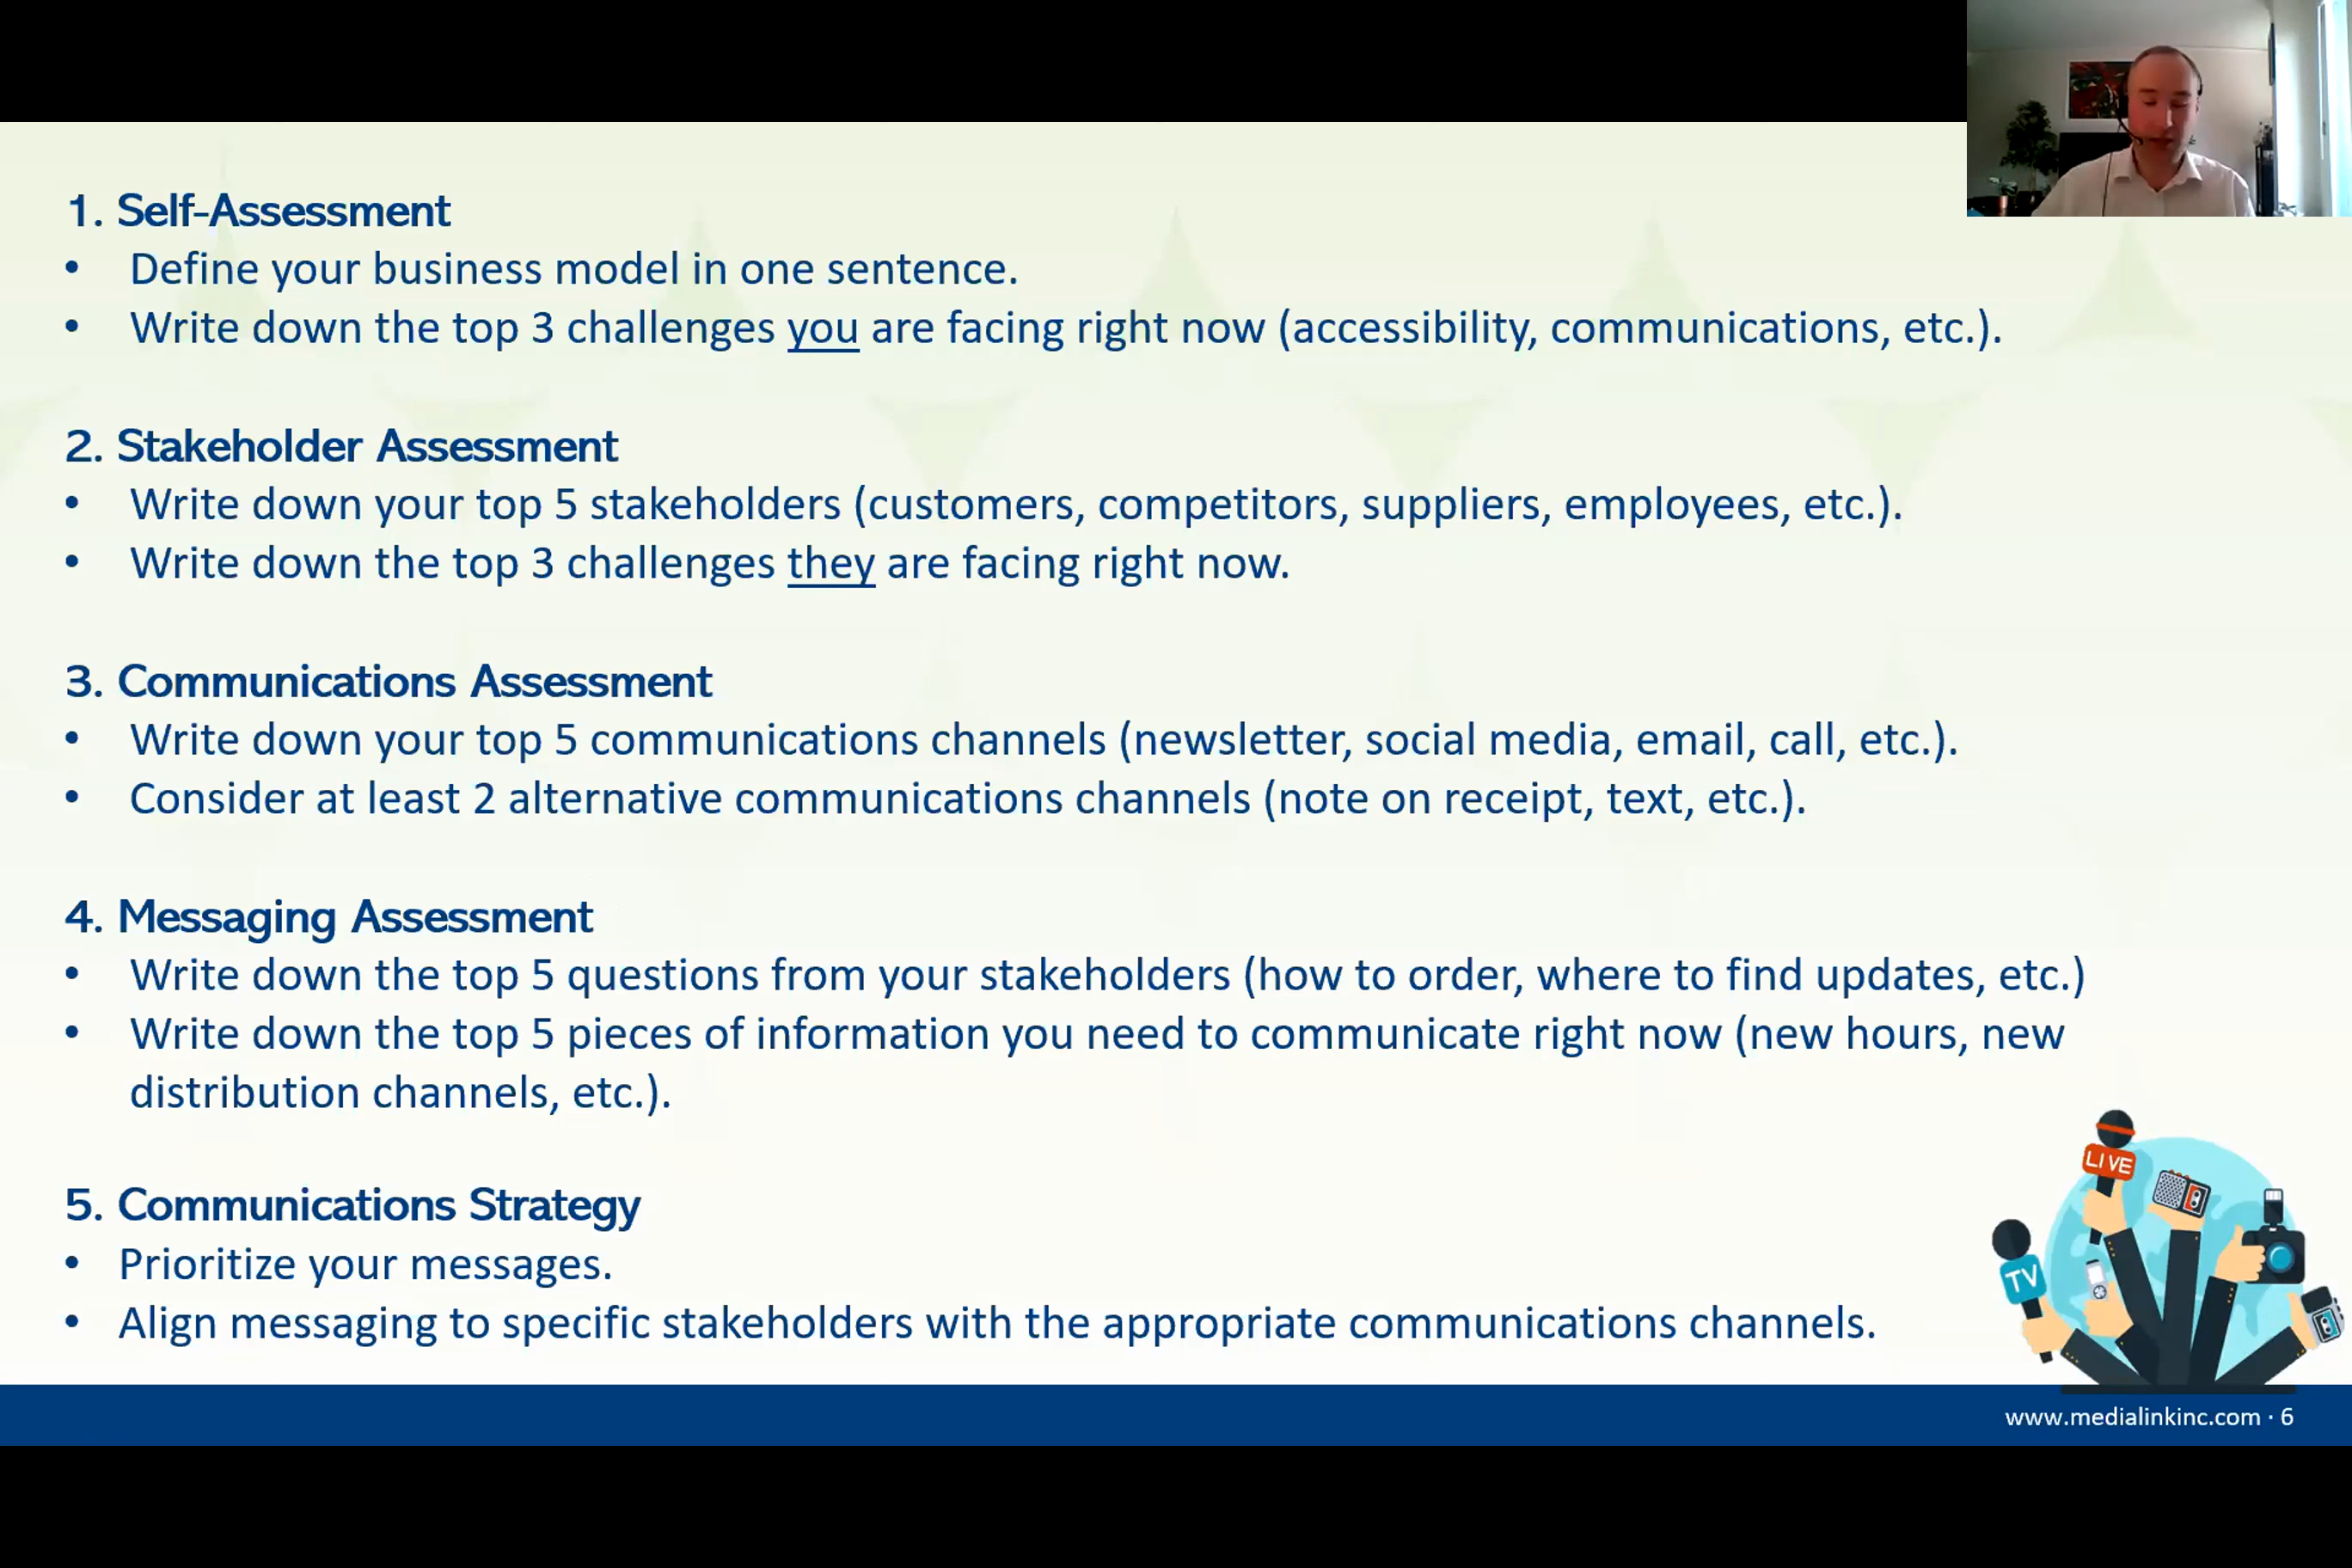 1. Self-Assessment
• Define your business model in one sentence.
• Write down the top 3 challenges you are facing right now (accessibility, communications, etc.).
2. Stakeholder Assessment
• Write down your top 5 stakeholders (customers, competitors, suppliers, employees, etc.).
• Write down the top 3 challenges they are facing right now.
3. Communications Assessment
• Write down your top 5 communications channels (newsletter, social media, email, call, etc.).
• Consider at least 2 alternative communications channels (note on receipt, text, etc.).
4. Messaging Assessment
• Write down the top 5 questions from your stakeholders (how to order, where to find updates, etc.)
• Write down the top 5 pieces of information you need to communicate right now (new hours, new
distribution channels, etc.).
5. Communications Strategy
• Prioritize your messages.
• Align messaging to specific stakeholders with the appropriate communications channels.
LIVE
TV
www.medialinkinc.com · 6